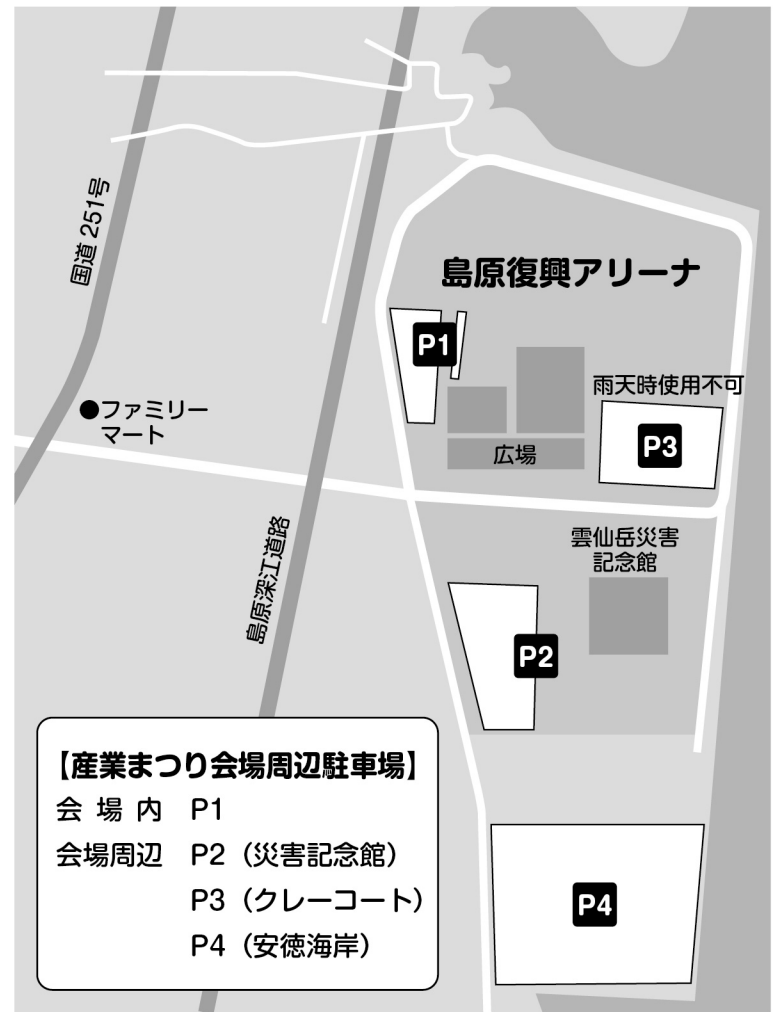 国道251号
島原復興アリーナ
P1
雨天時使用不可
●ファミリー
マート
P3
広場
島原深江道路
雲仙岳災害
記念館
P2
【産業まつり会場周辺駐車場】
会場内 P1
会場周辺 P2（災害記念館）
P3（クレーコート）
P4（安徳海岸）
P4